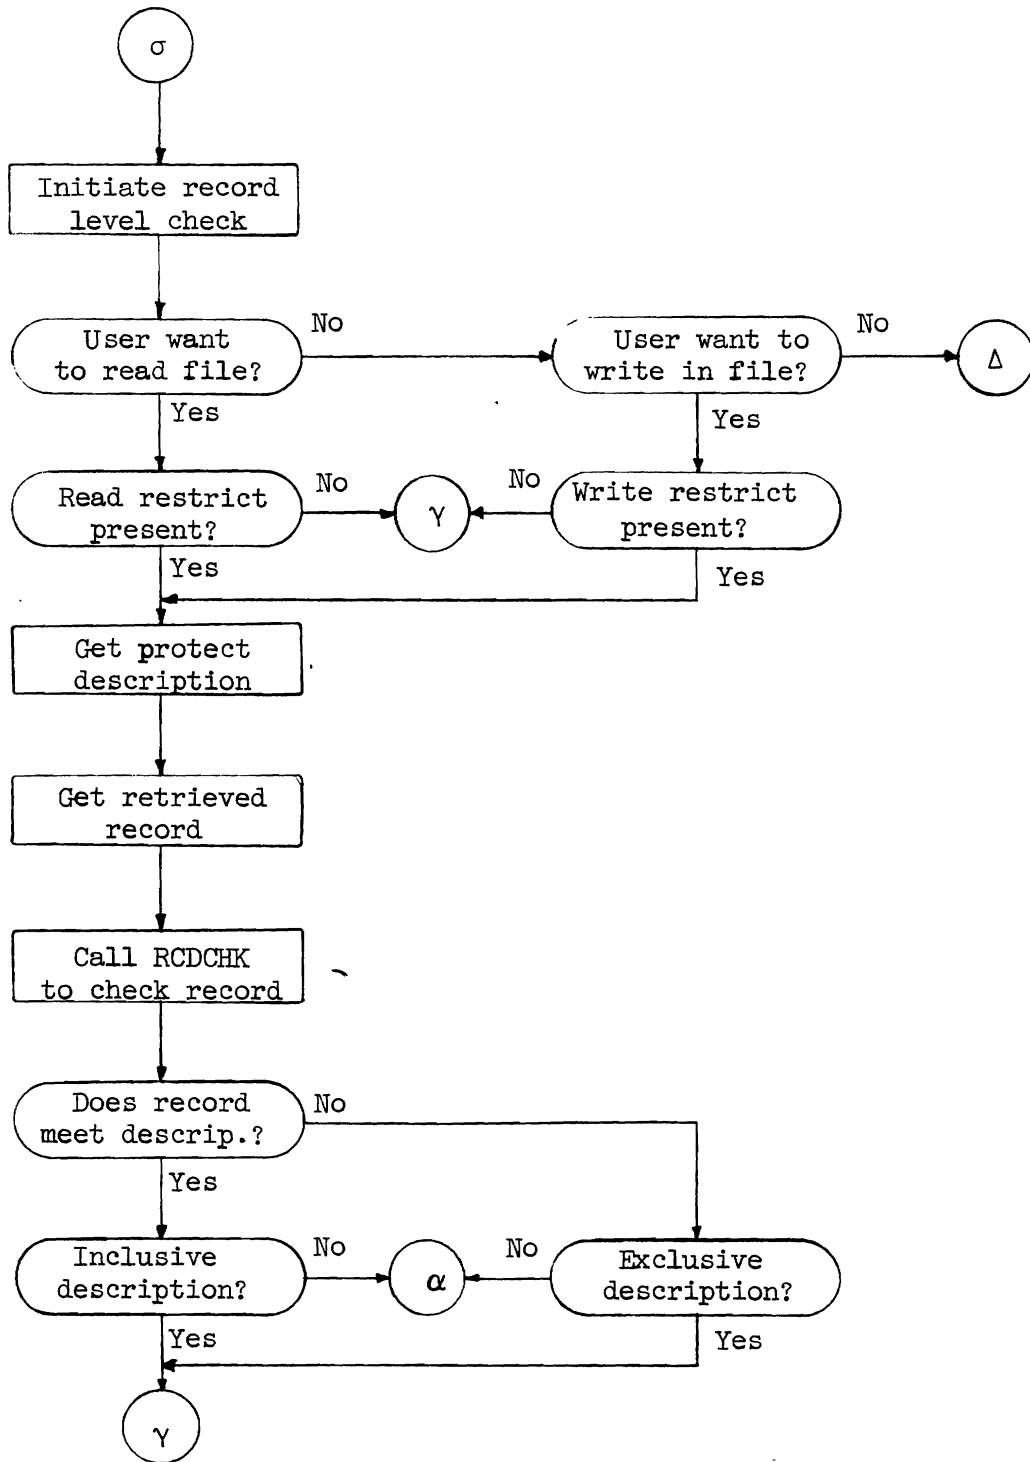 σ
Initiate record
level check
User want
to read file?
No
User want to
write in file?
No
Δ
Yes
Yes
Read restrict
present?
No
γ
No
Write restrict
present?
Yes
Yes
Get protect
description
Get retrieved
record
Call RCDCHK
to check record
Does record
meet descrip.?
No
Yes
Inclusive
description?
No
α
No
Exclusive
description?
Yes
Yes
γ